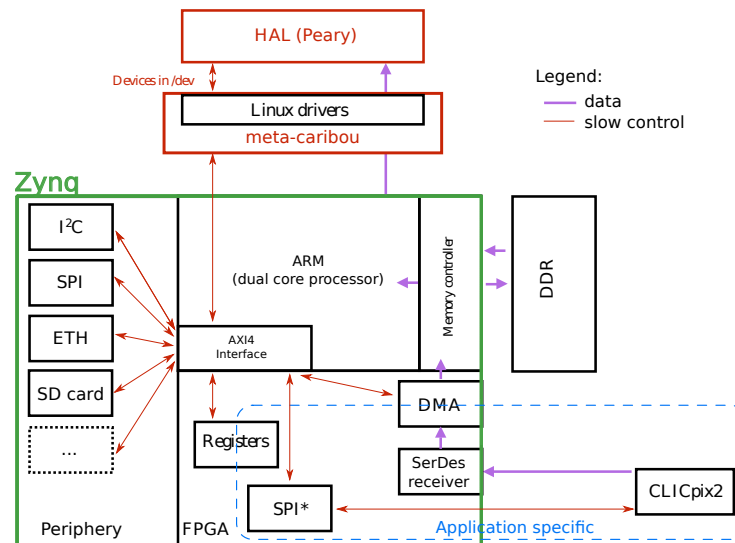 HAL (Peary)
Devices in /dev
Linux drivers
meta-caribou
Legend:
data
slow control
Zynq
I²C
SPI
ETH
SD card
...
Periphery
ARM
(dual core processor)
Memory controller
DDR
AXI4
Interface
Registers
DMA
SerDes
receiver
SPI*
CLICpix2
FPGA
Application specific